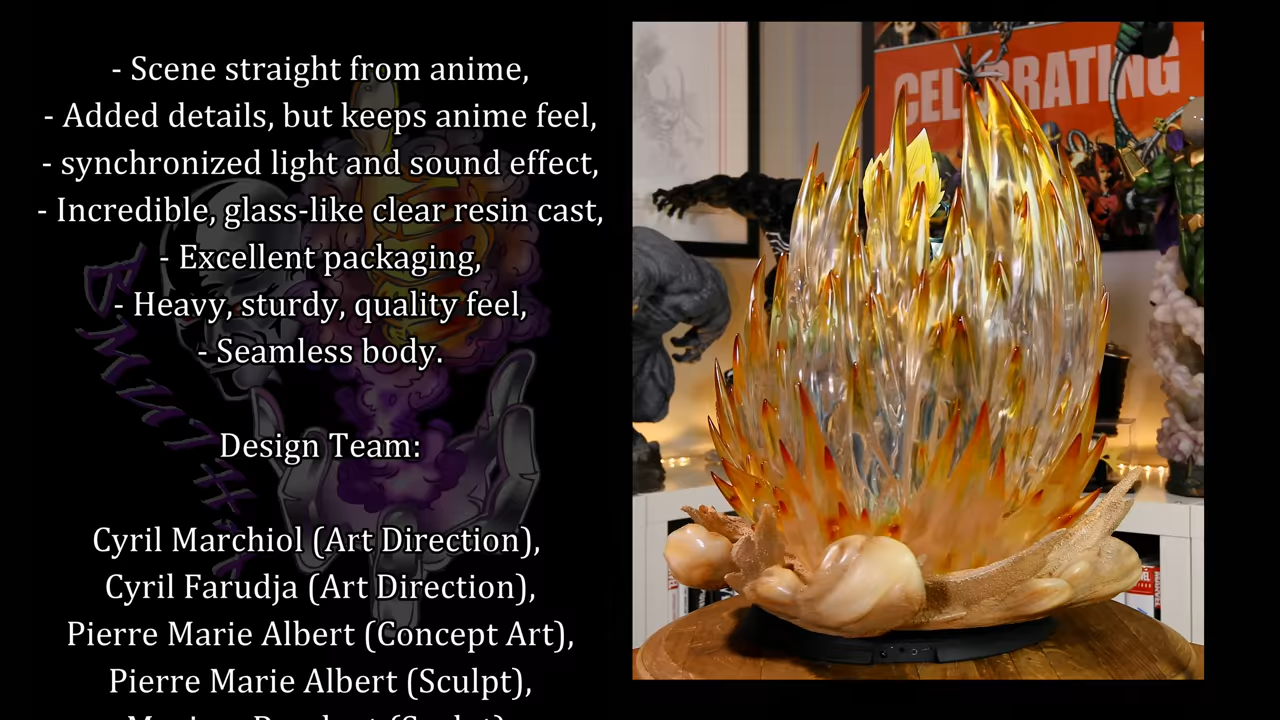 - Scene straight from anime,
- Added details, but keeps anime feel,
- synchronized light and sound effect,
- Incredible, glass-like clear resin cast,
- Excellent packaging,
- Heavy, sturdy, quality feel,
- Seamless body.
Design Team:
Cyril Marchiol (Art Direction),
Cyril Farudja (Art Direction),
Pierre Marie Albert (Concept Art),
Pierre Marie Albert (Sculpt),
CELEBRATING